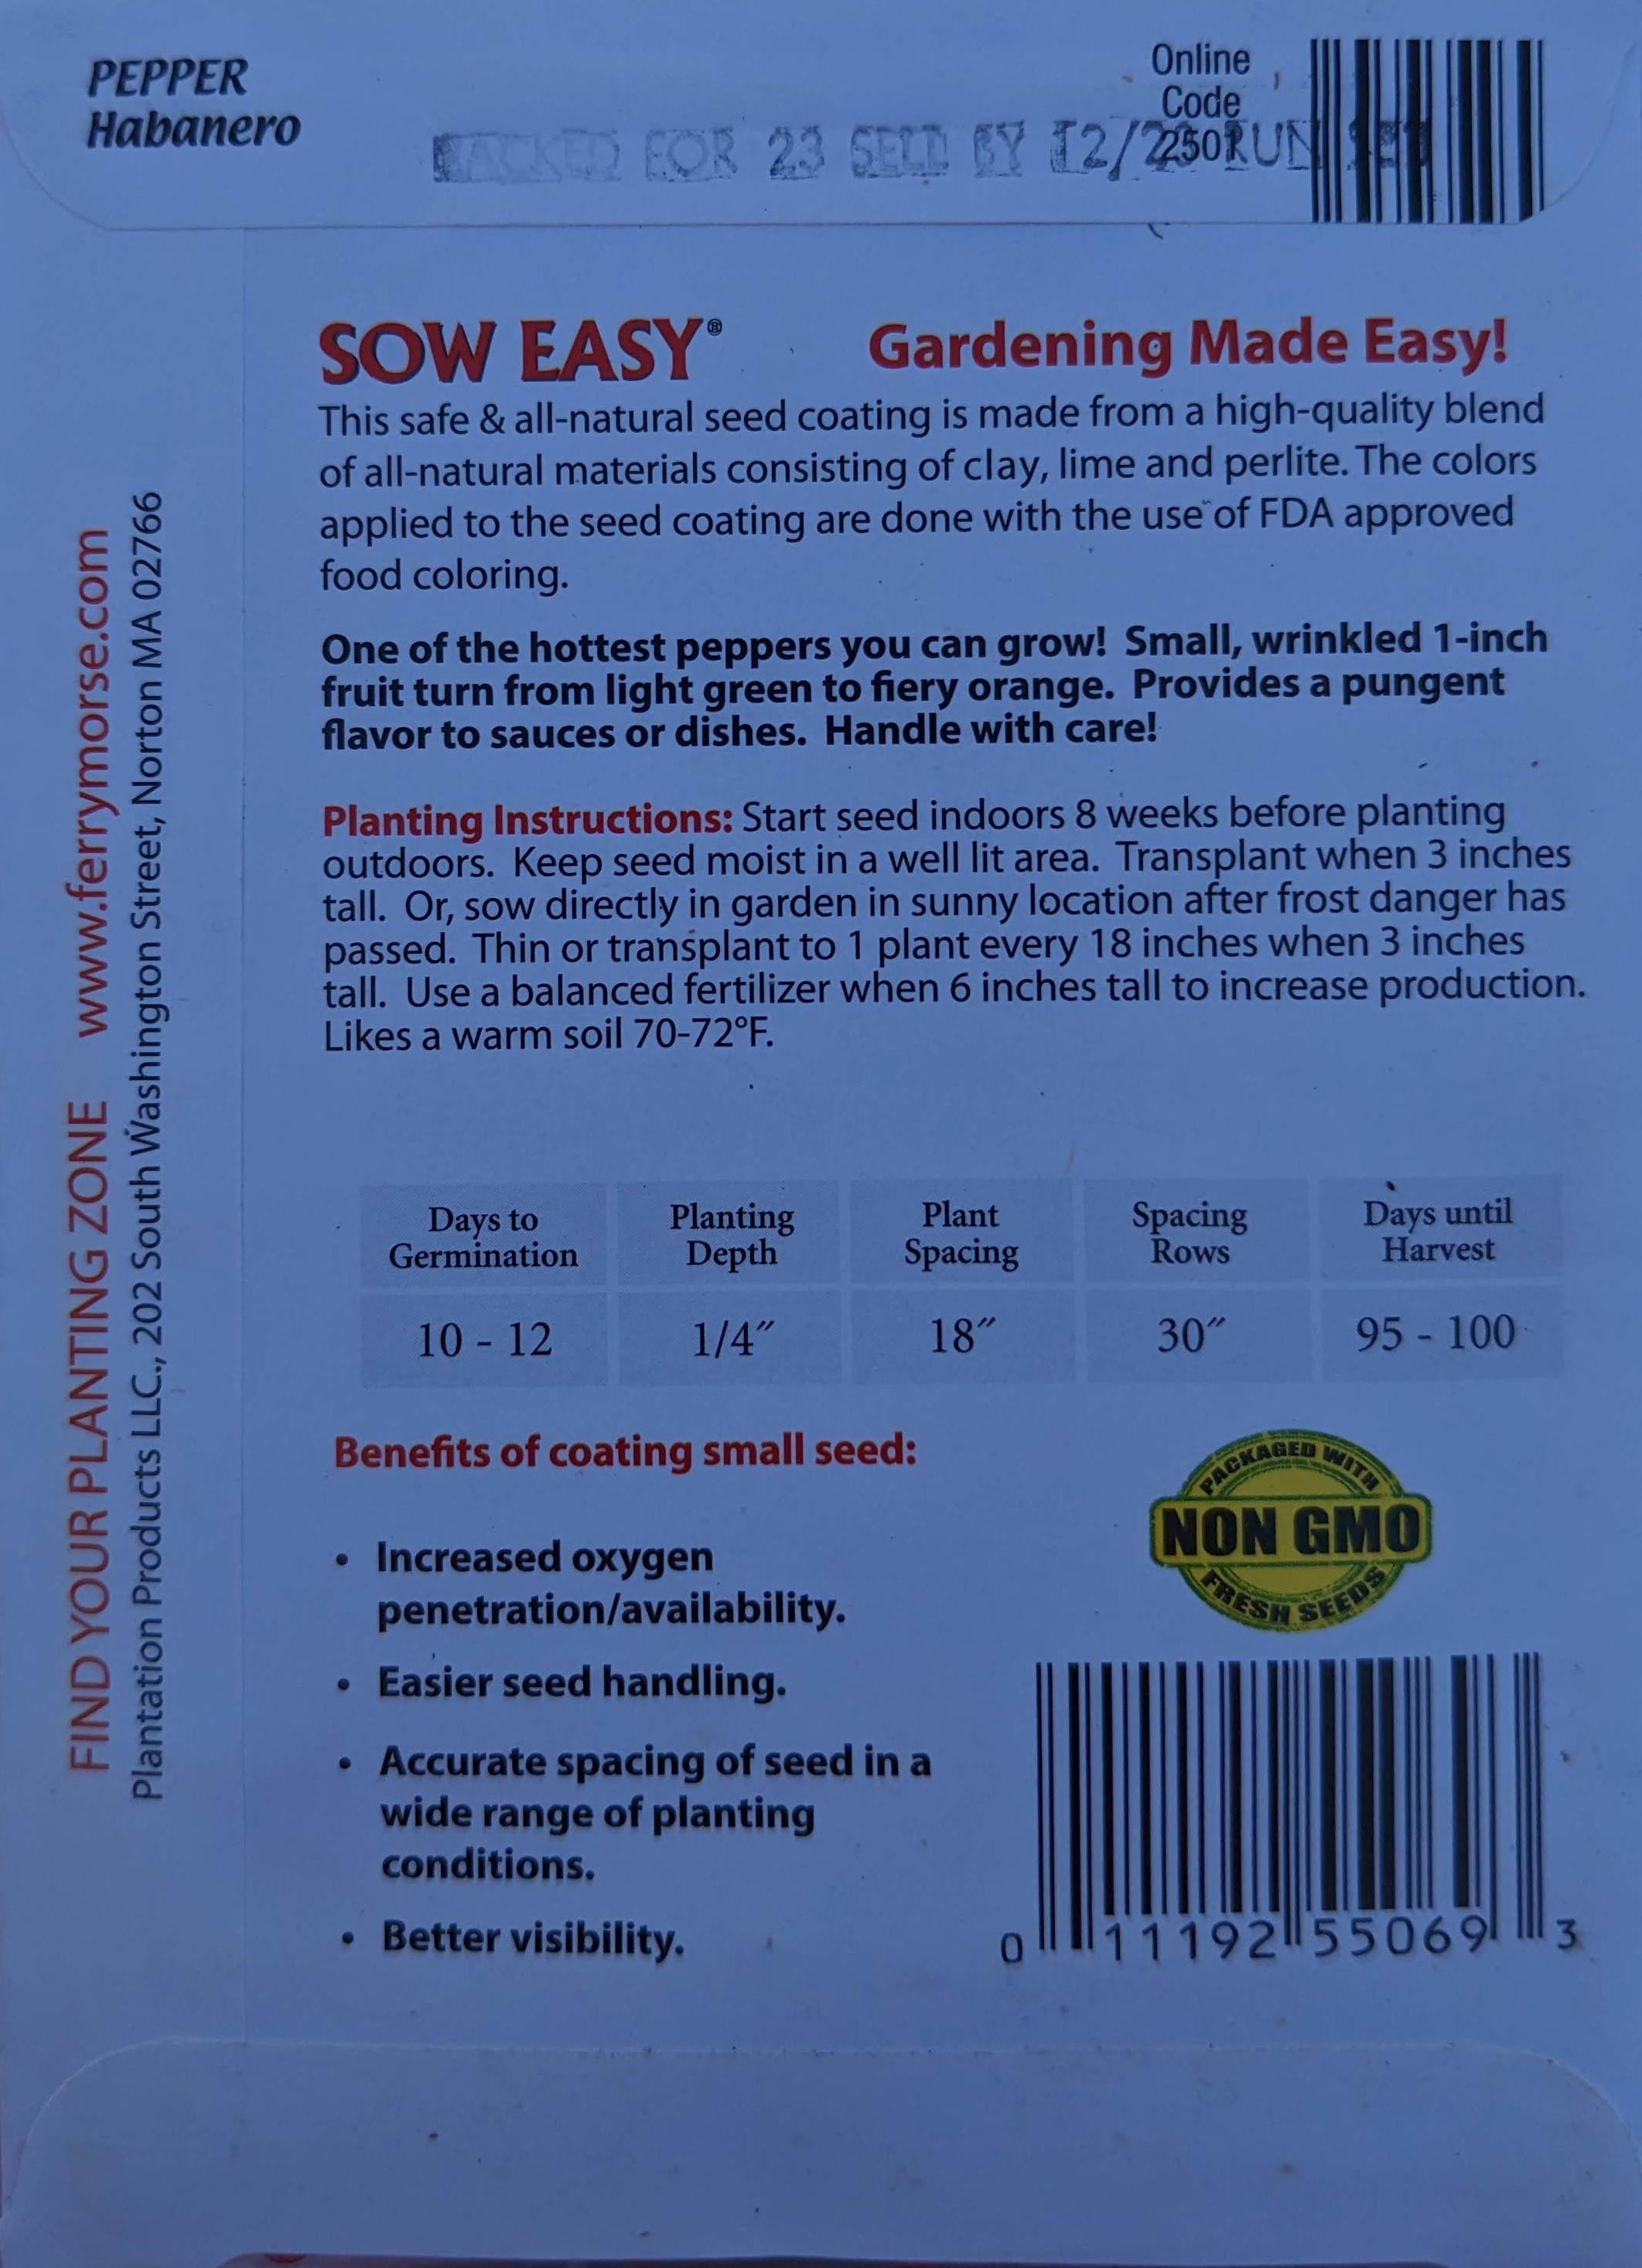 PEPPER
Habanero
Online
Code
2250
PACKED FOR 23 SELL BY 12/23 RUN
SOW EASY® Gardening Made Easy!
This safe & all-natural seed coating is made from a high-quality blend
of all-natural materials consisting of clay, lime and perlite. The colors
applied to the seed coating are done with the use of FDA approved
food coloring.
One of the hottest peppers you can grow! Small, wrinkled 1-inch
fruit turn from light green to fiery orange. Provides a pungent
flavor to sauces or dishes. Handle with care!
Planting Instructions: Start seed indoors 8 weeks before planting
outdoors. Keep seed moist in a well lit area. Transplant when 3 inches
tall. Or, sow directly in garden in sunny location after frost danger has
passed. Thin or transplant to 1 plant every 18 inches when 3 inches
tall. Use a balanced fertilizer when 6 inches tall to increase production.
Likes a warm soil 70-72°F.
Days to Germination Planting Depth Plant Spacing Spacing Rows Days until Harvest
10 - 12 1/4″ 18″ 30″ 95 - 100
Benefits of coating small seed:
• Increased oxygen
penetration/availability.
• Easier seed handling.
• Accurate spacing of seed in a
wide range of planting
conditions.
• Better visibility.
PACKAGED WITH
NON GMO
FRESH SEEDS
0 11192 55069 3
FIND YOUR PLANTING ZONE www.ferrymorse.com
Plantation Products LLC., 202 South Washington Street, Norton MA 02766